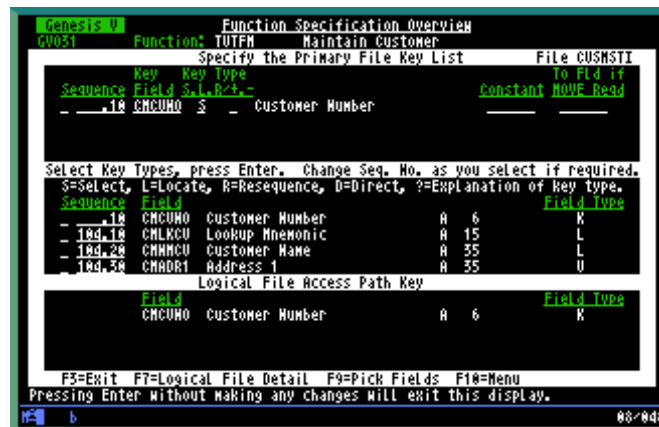 Genesis V Function Specification Overview
GV031 Function: TUTFM Maintain Customer
Specify the Primary File Key List File CUSMSTI
Key Key Type To Fld if
Sequence Field S.L.R/+.- Constant MOVE Reqd
_ ___.10 CMCUNO S _ Customer Number
Select Key Types, press Enter. Change Seq. No. as you select if required.
S=Select, L=Locate, R=Resequence, D=Direct, ?=Explanation of key type.
Sequence Field Field Type
_ ___.10 CMCUNO Customer Number A 6 K
_ 104.10 CMLKCU Lookup Mnemonic A 15 L
_ 104.20 CMNMCU Customer Name A 35 L
_ 104.30 CMADR1 Address 1 A 35 V
Logical File Access Path Key
Field Field Type
CMCUNO Customer Number A 6 K
F3=Exit F7=Logical File Detail F9=Pick Fields F10=Menu
Pressing Enter without making any changes will exit this display.
b